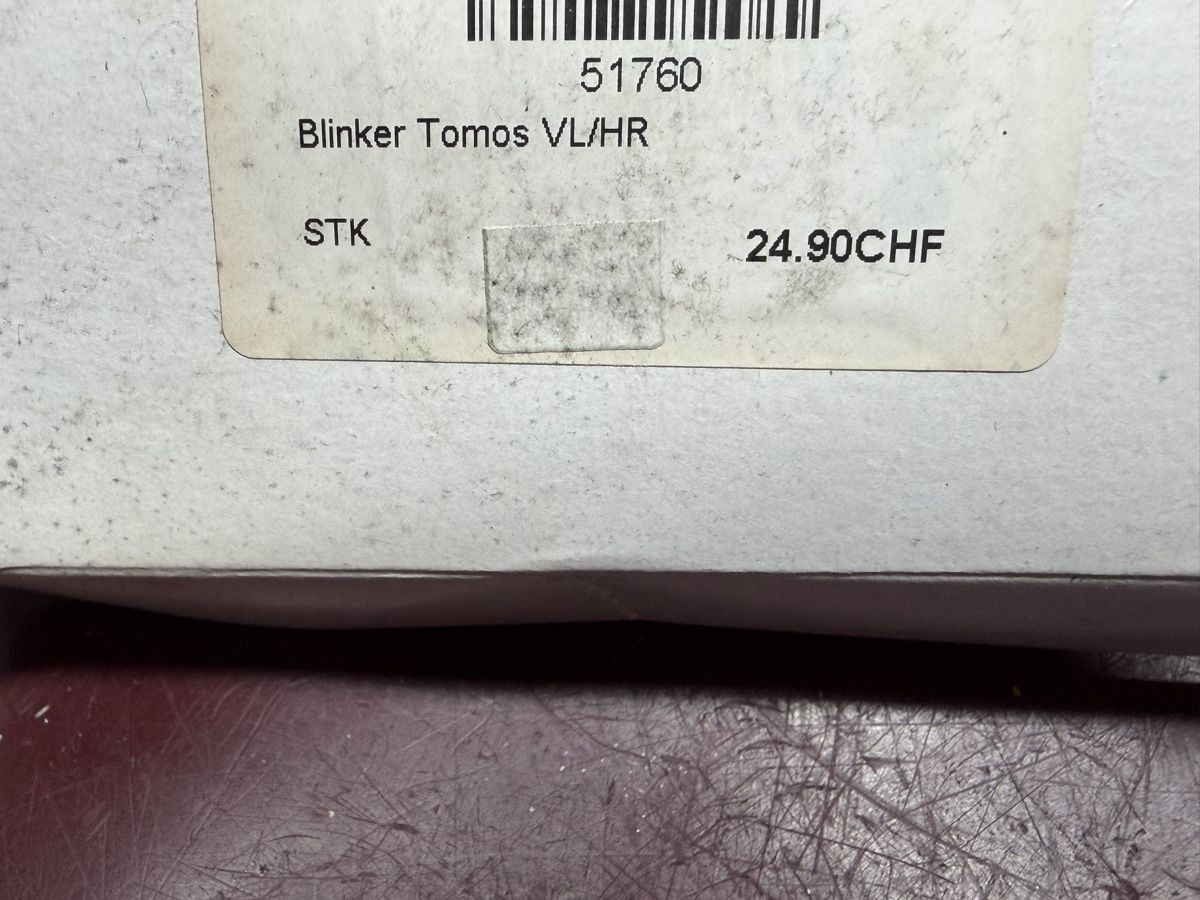 51760
Blinker Tomos VL/HR
STK
24.90CHF